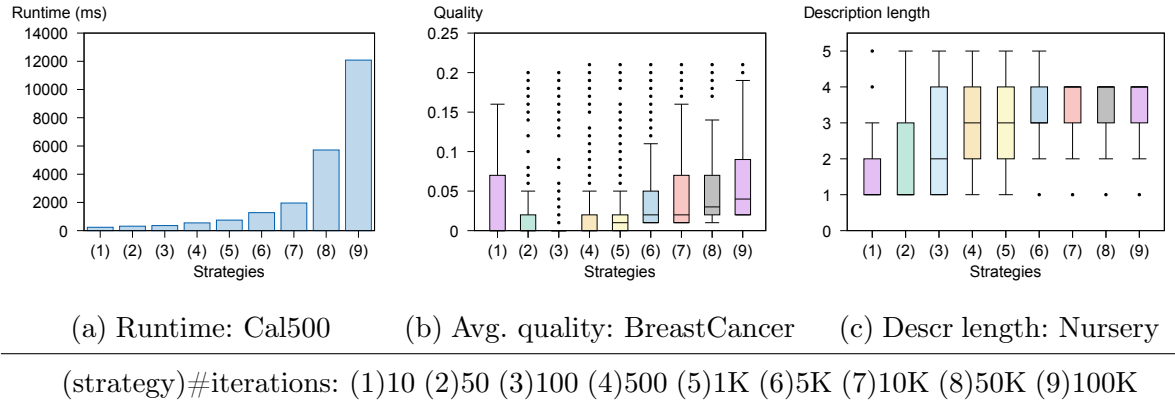 Runtime (ms)
14000
12000
10000
8000
6000
4000
2000
0
(1) (2) (3) (4) (5) (6) (7) (8) (9)
Strategies
Quality
0.25
0.2
0.15
0.1
0.05
0
(1) (2) (3) (4) (5) (6) (7) (8) (9)
Strategies
Description length
5
4
3
2
1
0
(1) (2) (3) (4) (5) (6) (7) (8) (9)
Strategies
(a) Runtime: Cal500
(b) Avg. quality: BreastCancer
(c) Descr length: Nursery
(strategy)#iterations: (1)10 (2)50 (3)100 (4)500 (5)1K (6)5K (7)10K (8)50K (9)100K